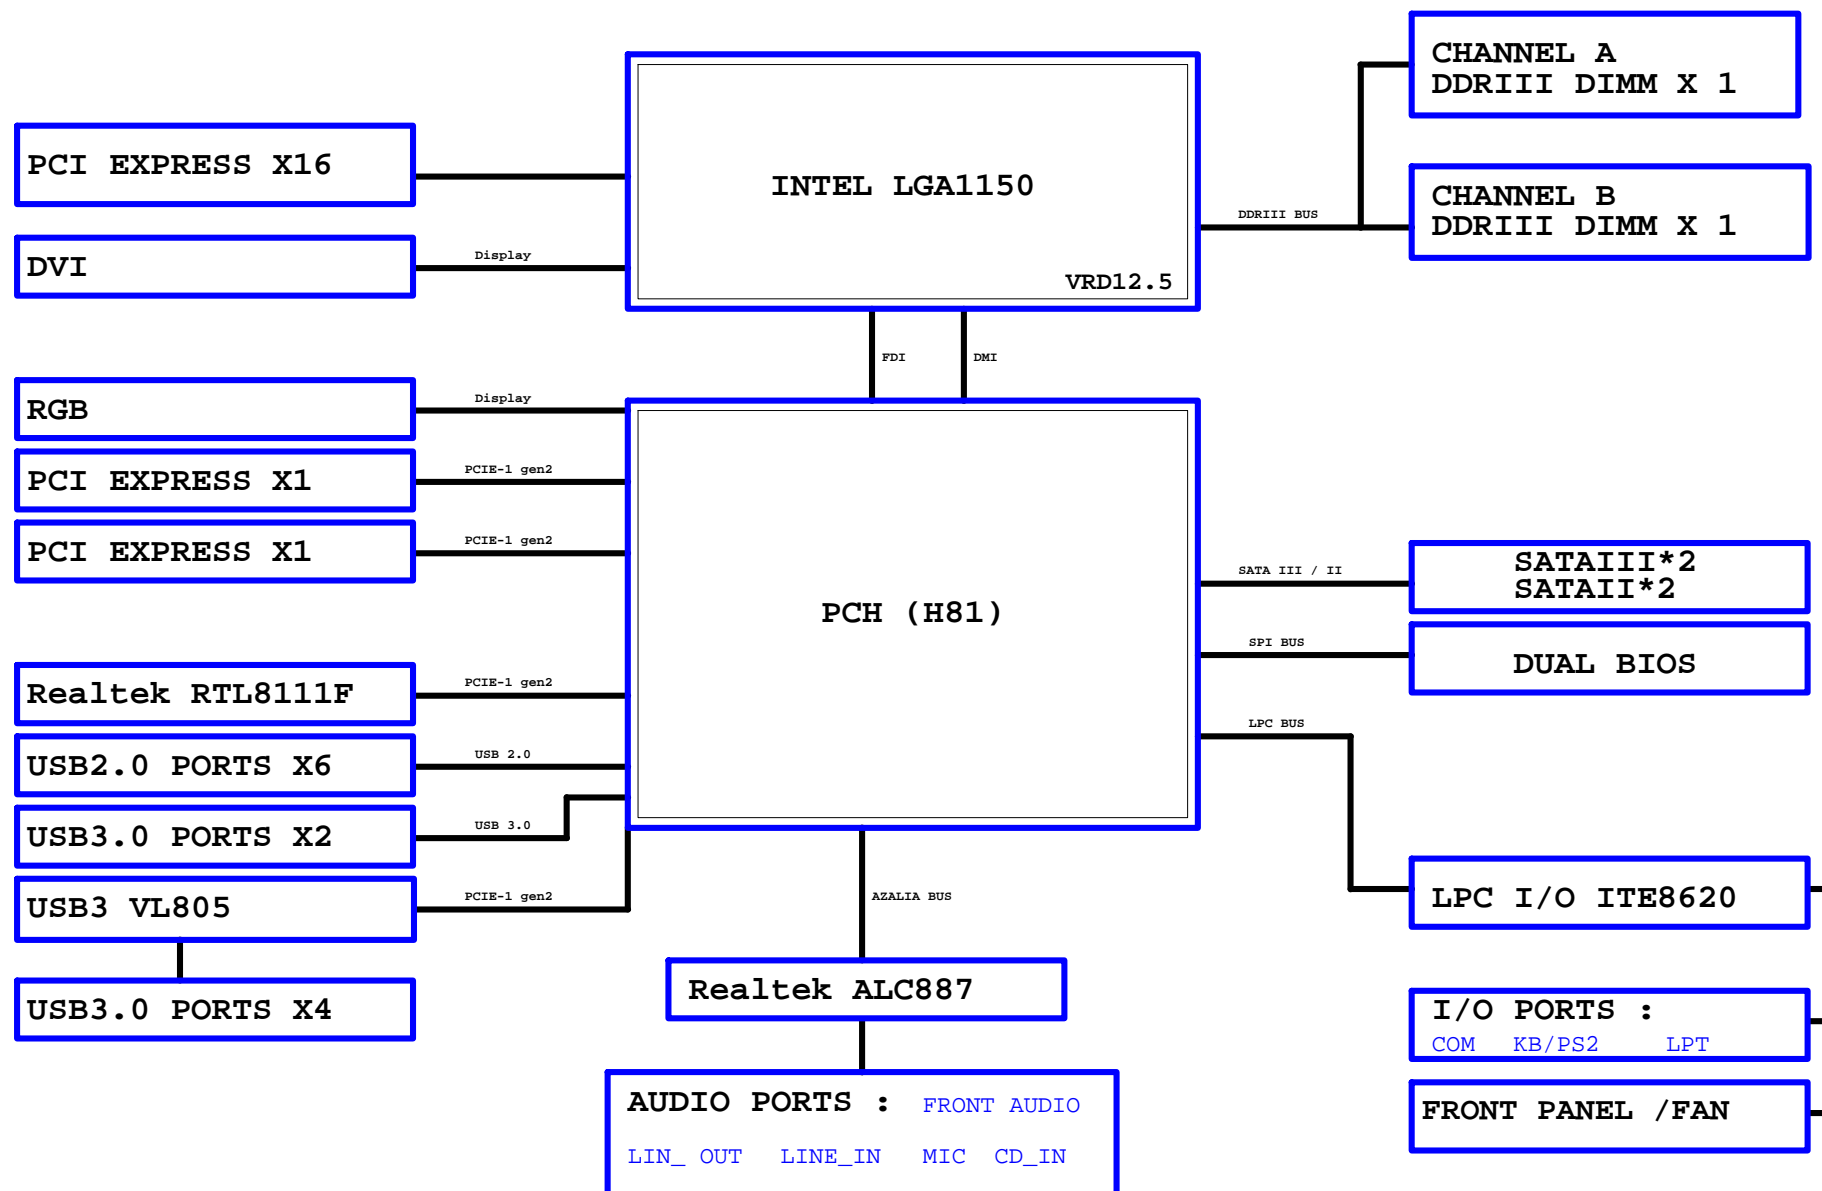 CHANNEL A
DDRIII DIMM X 1
PCI EXPRESS X16
INTEL LGA1150
CHANNEL B
DDRIII DIMM X 1
DDRIII BUS
DVI
Display
VRD12.5
FDI
DMI
RGB
Display
PCI EXPRESS X1
PCIE-1 gen2
PCI EXPRESS X1
PCIE-1 gen2
PCH (H81)
SATA III / II
SATAIII*2
SATAII*2
SPI BUS
DUAL BIOS
Realtek RTL8111F
PCIE-1 gen2
LPC BUS
USB2.0 PORTS X6
USB 2.0
USB3.0 PORTS X2
USB 3.0
USB3 VL805
PCIE-1 gen2
AZALIA BUS
LPC I/O ITE8620
Realtek ALC887
USB3.0 PORTS X4
I/O PORTS :
COM KB/PS2 LPT
AUDIO PORTS : FRONT AUDIO
LIN_ OUT LINE_IN MIC CD_IN
FRONT PANEL /FAN